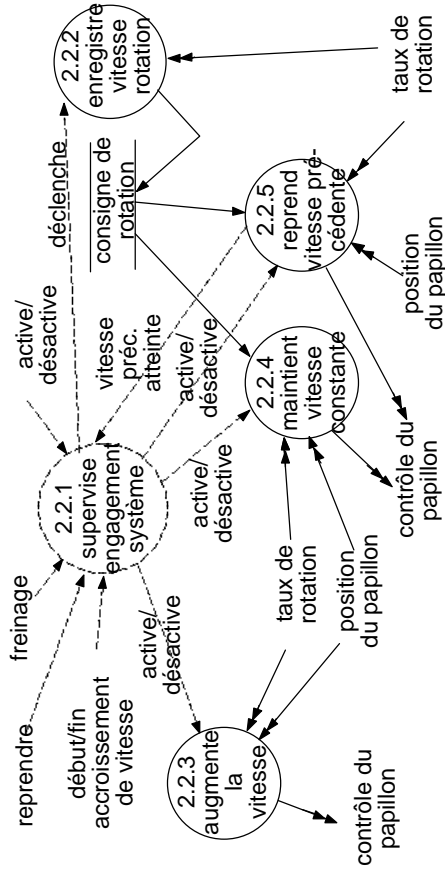 reprendre
freinage
début/fin
accroissement
de vitesse
active/
désactive
déclenche
2.2.1
supervise
engagement
système
2.2.2
enregistre
vitesse
rotation
consigne de
rotation
vitesse
préc.
atteinte
active/
désactive
active/
désactive
active/
désactive
2.2.3
augmente
la
vitesse
2.2.4
maintient
vitesse
constante
2.2.5
reprend
vitesse pré-
cédente
taux de
rotation
position
du papillon
contrôle du
papillon
contrôle du
papillon
position
du papillon
taux de
rotation